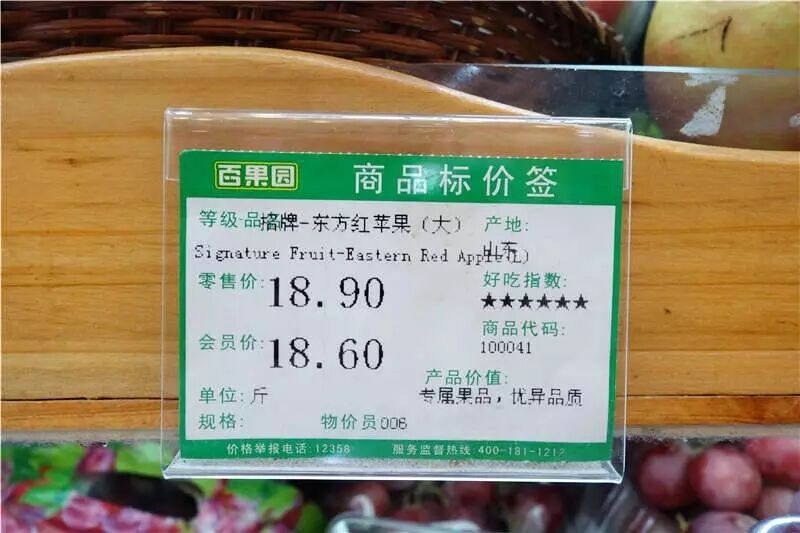 百果园 商品标价签
等级-品名: 招牌-东方红苹果（大） 产地:
山东
Signature Fruit-Eastern Red Apple(L)
零售价: 18.90 好吃指数:
★★★★★★
会员价: 18.60 商品代码:
100041
产品价值:
单位: 斤 专属果品，优异品质
规格: 物价员006
价格举报电话:12358 服务监督热线:400-181-1212